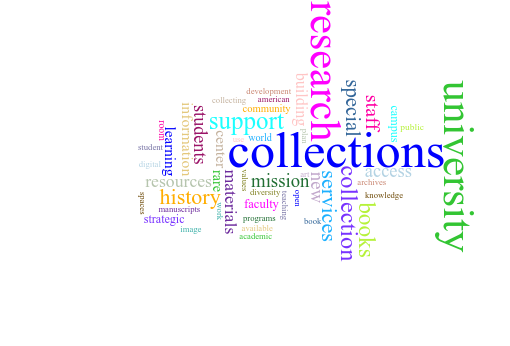 research
collections
university
support
history
mission
collection
books
services
special
staff
students
materials
resources
access
new
information
learning
building
center
rare
faculty
strategic
campus
community
development
american
collecting
world
public
plan
room
student
digital
spaces
manuscripts
image
work
values
diversity
teaching
open
programs
available
academic
book
archives
knowledge